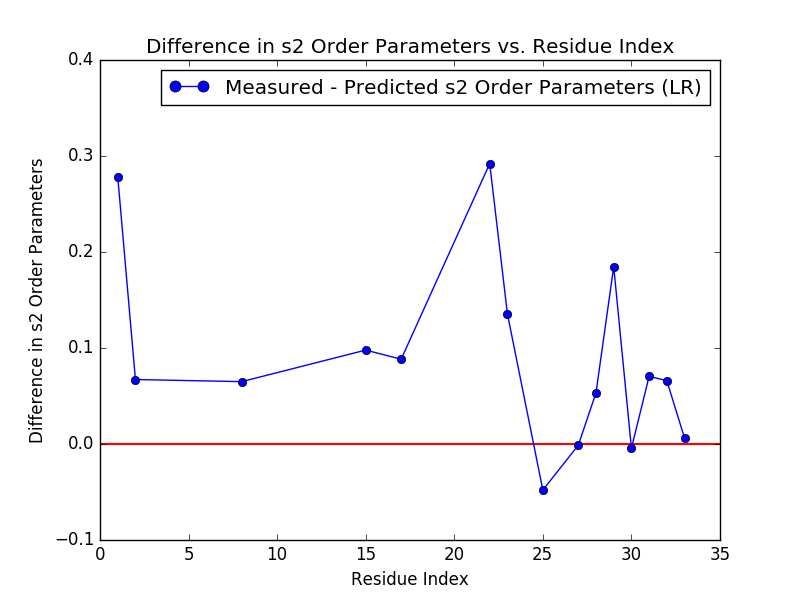 Difference in s2 Order Parameters vs. Residue Index
Measured - Predicted s2 Order Parameters (LR)
Difference in s2 Order Parameters
0.4
0.3
0.2
0.1
0.0
−0.1
0 5 10 15 20 25 30 35
Residue Index